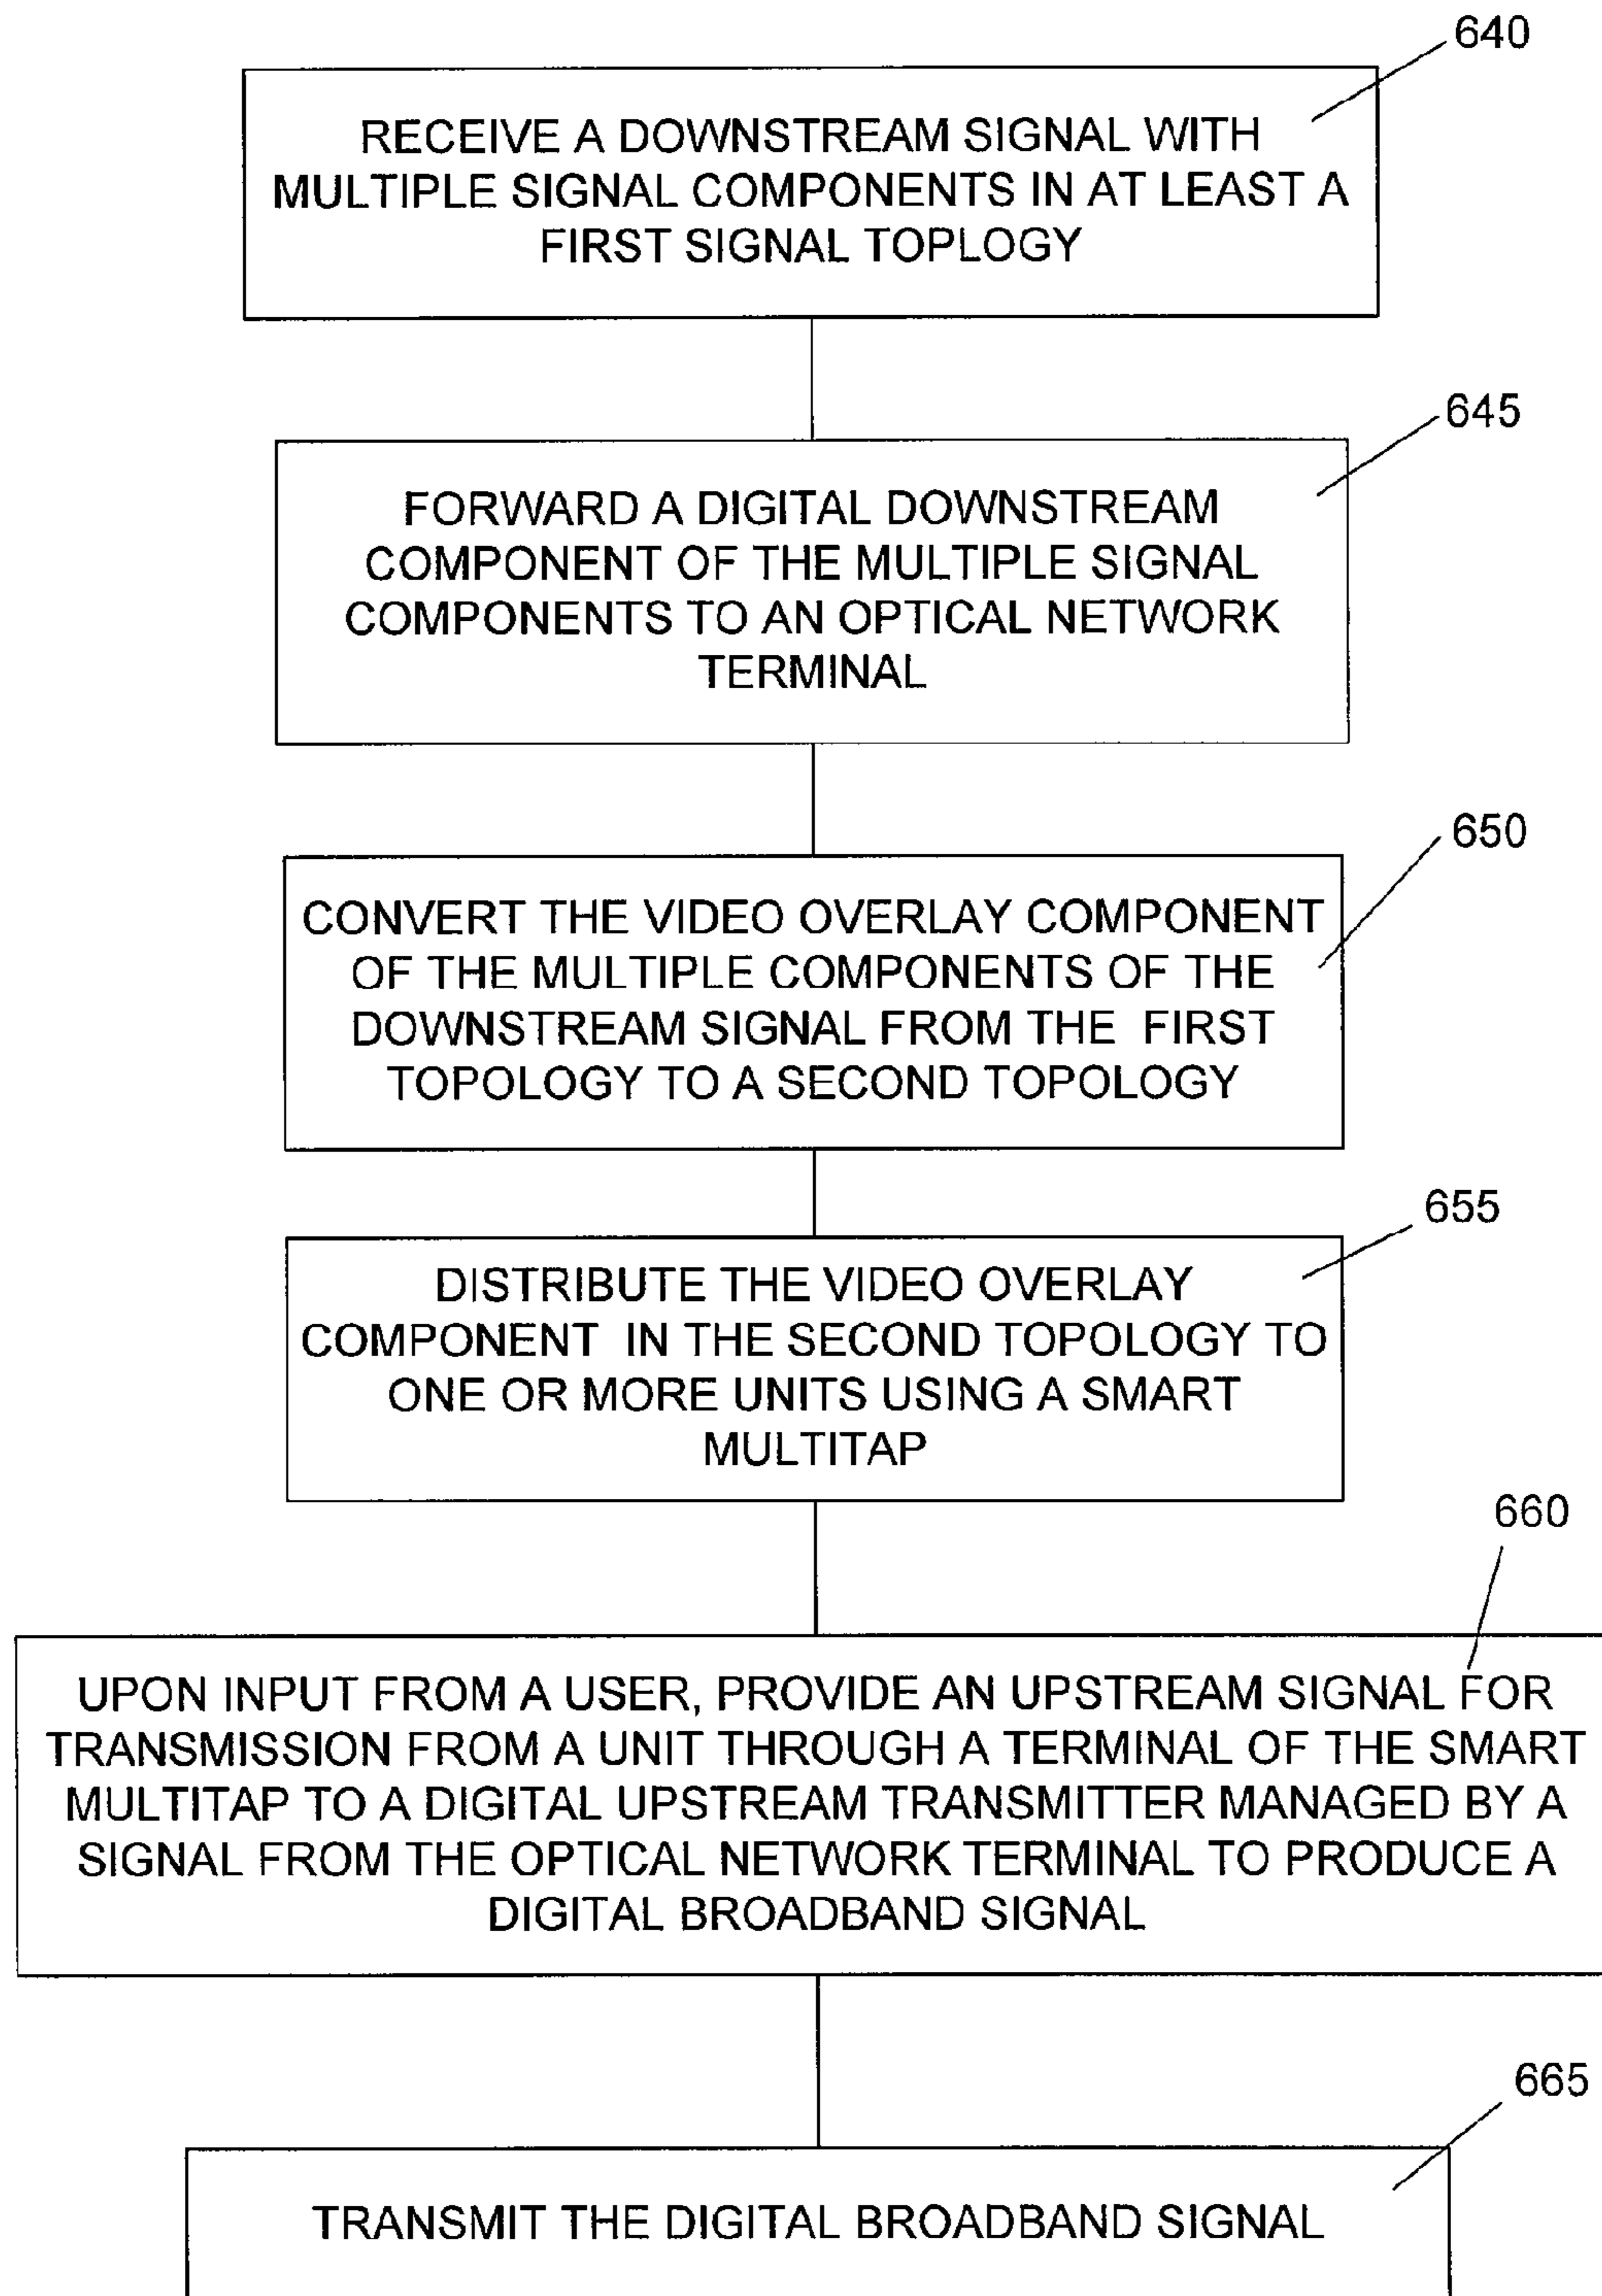 640
RECEIVE A DOWNSTREAM SIGNAL WITH
MULTIPLE SIGNAL COMPONENTS IN AT LEAST A
FIRST SIGNAL TOPLOGY
645
FORWARD A DIGITAL DOWNSTREAM
COMPONENT OF THE MULTIPLE SIGNAL
COMPONENTS TO AN OPTICAL NETWORK
TERMINAL
650
CONVERT THE VIDEO OVERLAY COMPONENT
OF THE MULTIPLE COMPONENTS OF THE
DOWNSTREAM SIGNAL FROM THE FIRST
TOPOLOGY TO A SECOND TOPOLOGY
655
DISTRIBUTE THE VIDEO OVERLAY
COMPONENT IN THE SECOND TOPOLOGY TO
ONE OR MORE UNITS USING A SMART
MULTITAP
660
UPON INPUT FROM A USER, PROVIDE AN UPSTREAM SIGNAL FOR
TRANSMISSION FROM A UNIT THROUGH A TERMINAL OF THE SMART
MULTITAP TO A DIGITAL UPSTREAM TRANSMITTER MANAGED BY A
SIGNAL FROM THE OPTICAL NETWORK TERMINAL TO PRODUCE A
DIGITAL BROADBAND SIGNAL
665
TRANSMIT THE DIGITAL BROADBAND SIGNAL